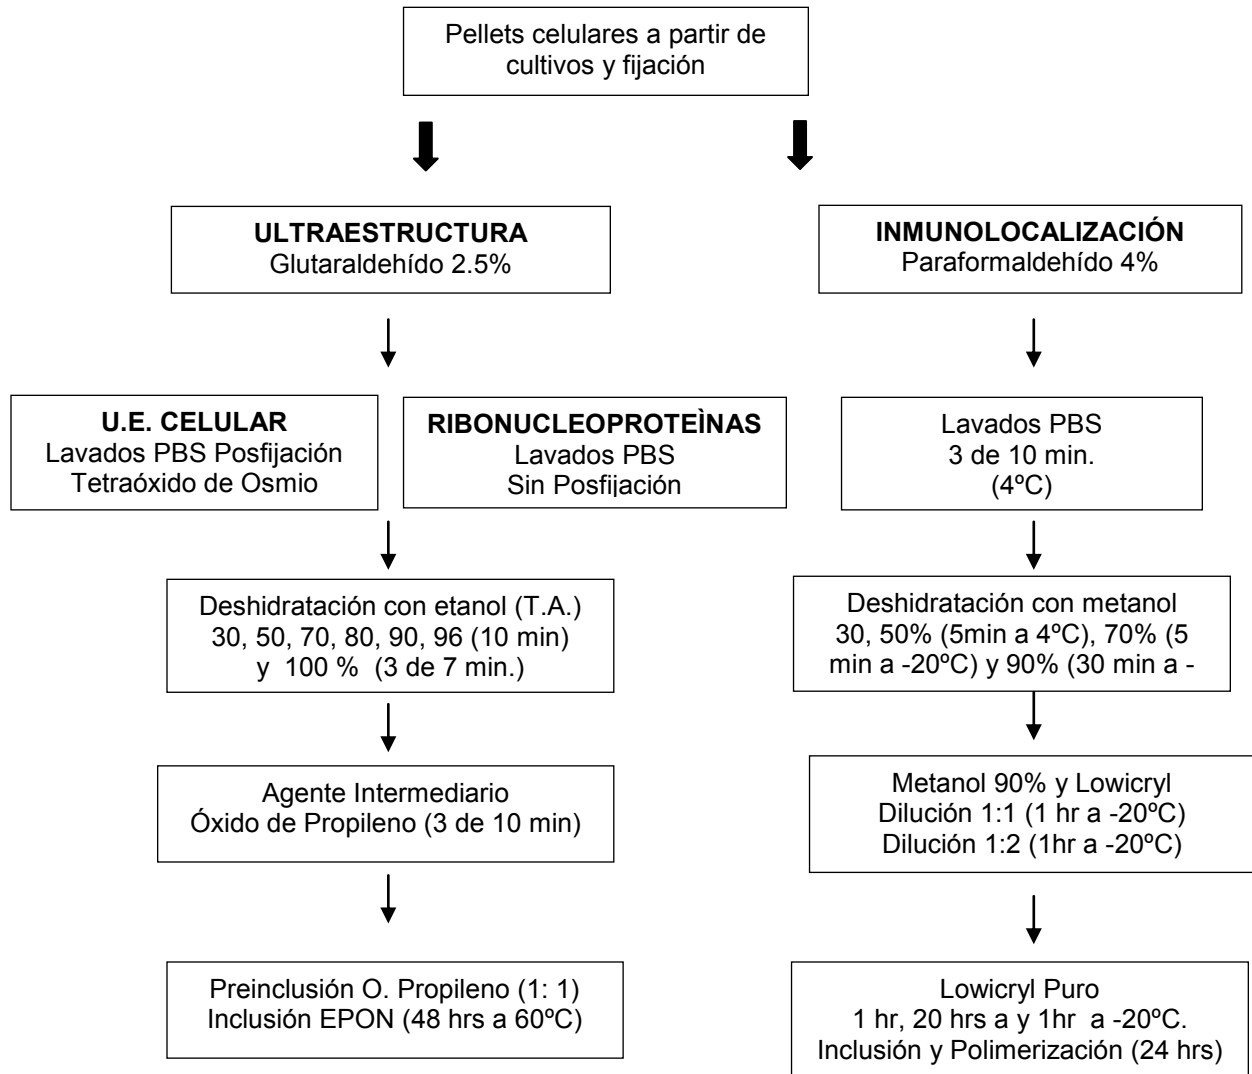 Pellets celulares a partir de
cultivos y fijación
ULTRAESTRUCTURA
Glutaraldehído 2.5%
INMUNOLOCALIZACIÓN
Paraformaldehído 4%
U.E. CELULAR
Lavados PBS Posfijación
Tetraóxido de Osmio
RIBONUCLEOPROTEÌNAS
Lavados PBS
Sin Posfijación
Lavados PBS
3 de 10 min.
(4ºC)
Deshidratación con etanol (T.A.)
30, 50, 70, 80, 90, 96 (10 min)
y 100 % (3 de 7 min.)
Deshidratación con metanol
30, 50% (5min a 4ºC), 70% (5
min a -20ºC) y 90% (30 min a -
Agente Intermediario
Óxido de Propileno (3 de 10 min)
Metanol 90% y Lowicryl
Dilución 1:1 (1 hr a -20ºC)
Dilución 1:2 (1hr a -20ºC)
Preinclusión O. Propileno (1: 1)
Inclusión EPON (48 hrs a 60ºC)
Lowicryl Puro
1 hr, 20 hrs a y 1hr a -20ºC.
Inclusión y Polimerización (24 hrs)